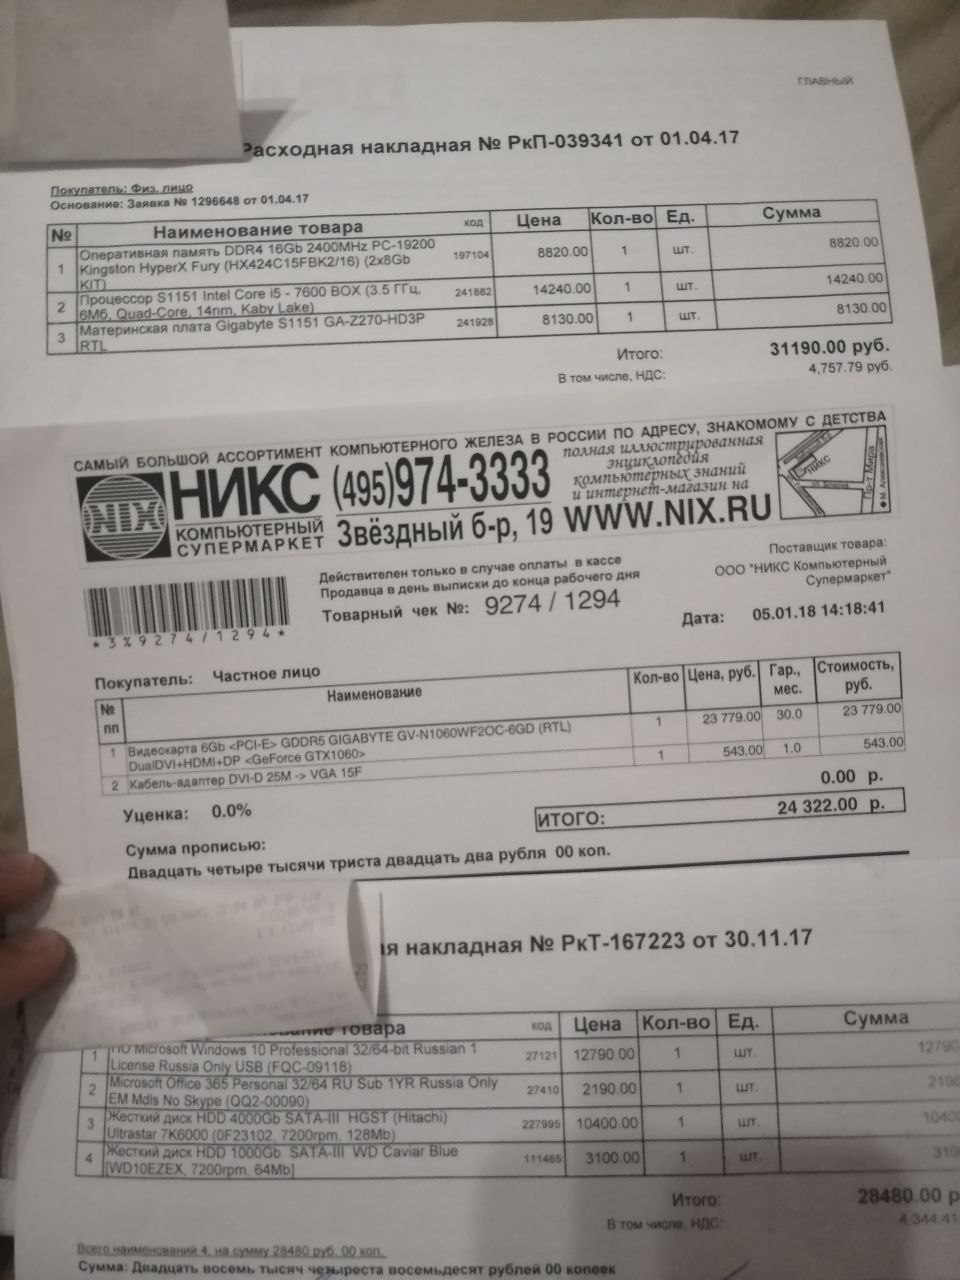 ГЛАВНЫЙ
Расходная накладная № РкП-039341 от 01.04.17
Покупатель: Физ. лицо
Основание: Заявка № 1296648 от 01.04.17
№ Наименование товара код Цена Кол-во Ед. Сумма
1 Оперативная память DDR4 16Gb 2400MHz PC-19200 Kingston HyperX Fury (HX424C15FBK2/16) (2x8Gb KIT) 197104 8820.00 1 шт. 8820.00
2 Процессор S1151 Intel Core i5 - 7600 BOX (3.5 ГГц, 6Мб, Quad-Core, 14nm, Kaby Lake) 241882 14240.00 1 шт. 14240.00
3 Материнская плата Gigabyte S1151 GA-Z270-HD3P RTL 241928 8130.00 1 шт. 8130.00
Итого: 31190.00 руб.
В том числе, НДС: 4,757.79 руб.
САМЫЙ БОЛЬШОЙ АССОРТИМЕНТ КОМПЬЮТЕРНОГО ЖЕЛЕЗА В РОССИИ ПО АДРЕСУ, ЗНАКОМОМУ С ДЕТСТВА
NIX НИКС (495)974-3333
полная иллюстрированная
энциклопедия
компьютерных знаний
и интернет-магазин на
КОМПЬЮТЕРНЫЙ
СУПЕРМАРКЕТ
Звёздный б-р, 19 WWW.NIX.RU
НИКС
Пр-т Мира
Действителен только в случае оплаты в кассе
Продавца в день выписки до конца рабочего дня
Товарный чек №: 9274 / 1294
*3%9274/1294*
Поставщик товара:
ООО "НИКС Компьютерный
Супермаркет"
Дата: 05.01.18 14:18:41
Покупатель: Частное лицо
№ пп Наименование Кол-во Цена, руб. Гар., мес. Стоимость, руб.
1 Видеокарта 6Gb <PCI-E> GDDR5 GIGABYTE GV-N1060WF2OC-6GD (RTL) DualDVI+HDMI+DP <GeForce GTX1060> 1 23 779.00 30.0 23 779.00
2 Кабель-адаптер DVI-D 25M -> VGA 15F 1 543.00 1.0 543.00
Уценка: 0.0% 0.00 р.
ИТОГО: 24 322.00 р.
Сумма прописью:
Двадцать четыре тысячи триста двадцать два рубля 00 коп.
ая накладная № РкТ-167223 от 30.11.17
товара код Цена Кол-во Ед. Сумма
1 ПО Microsoft Windows 10 Professional 32/64-bit Russian 1 License Russia Only USB (FQC-09118) 27121 12790.00 1 шт. 12790
2 Microsoft Office 365 Personal 32/64 RU Sub 1YR Russia Only EM Mdls No Skype (QQ2-00090) 27410 2190.00 1 шт. 2190
3 Жесткий диск HDD 4000Gb SATA-III HGST (Hitachi) Ultrastar 7K6000 (0F23102, 7200rpm, 128Mb) 227995 10400.00 1 шт. 10400
4 Жесткий диск HDD 1000Gb SATA-III WD Caviar Blue [WD10EZEX, 7200rpm, 64Mb] 111465 3100.00 1 шт. 310
Итого: 28480.00 р
В том числе, НДС: 4,344.41
Всего наименований 4, на сумму 28480 руб. 00 коп.
Сумма: Двадцать восемь тысяч четыреста восемьдесят рублей 00 копеек